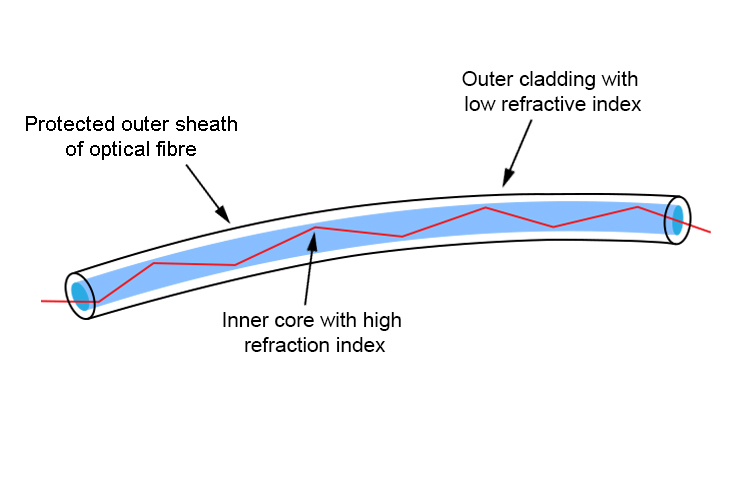 Outer cladding with
low refractive index
Protected outer sheath
of optical fibre
Inner core with high
refraction index